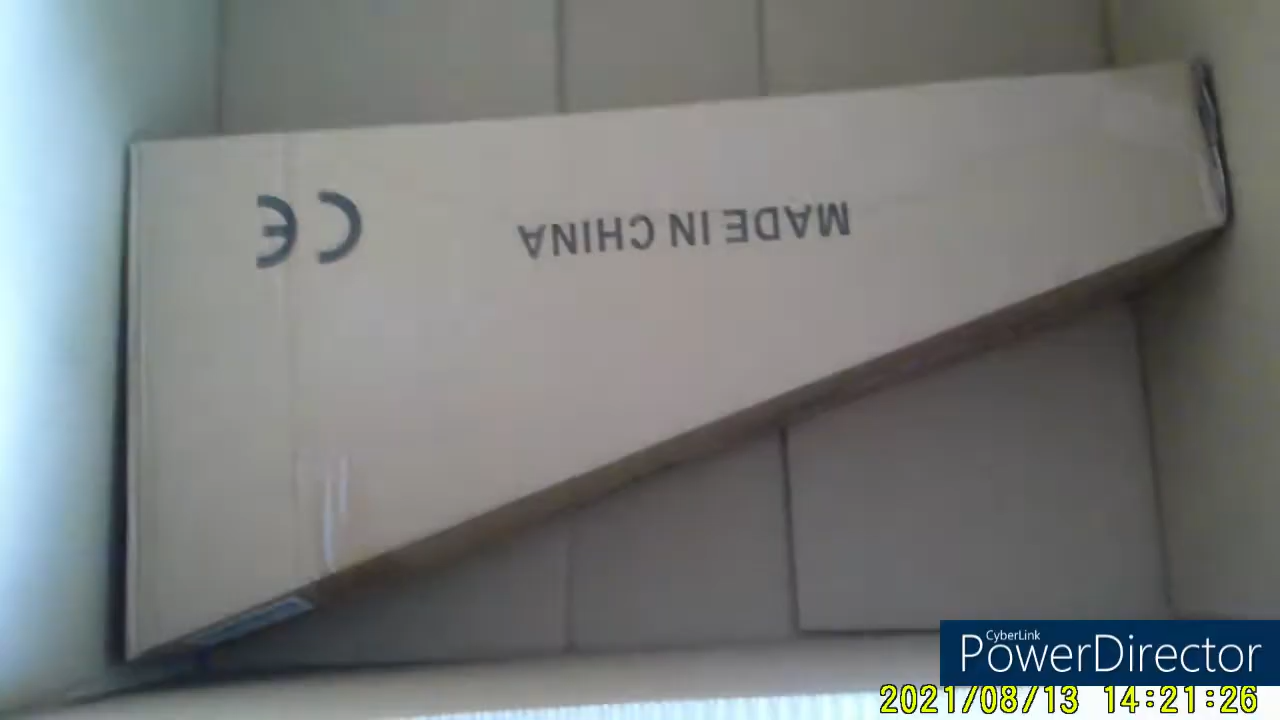 MADE IN CHINA
CE
CyberLink
PowerDirector
2021/08/13 14:21:26